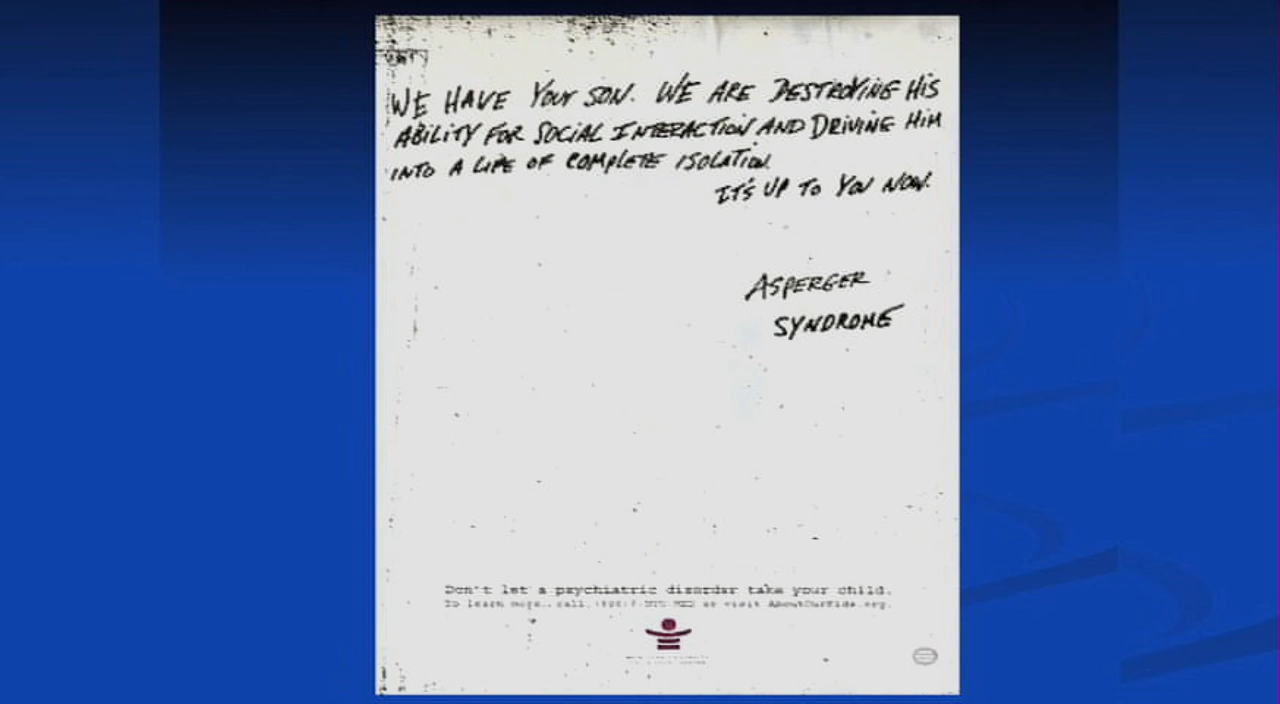 WE HAVE YOUR SON. WE ARE DESTROYING HIS
ABILITY FOR SOCIAL INTERACTION AND DRIVING HIM
INTO A LIFE OF COMPLETE ISOLATION.
IT'S UP TO YOU NOW.
ASPERGER
SYNDROME
Don't let a psychiatric disorder take your child.
To learn more, call or visit AboutOurKids.org.